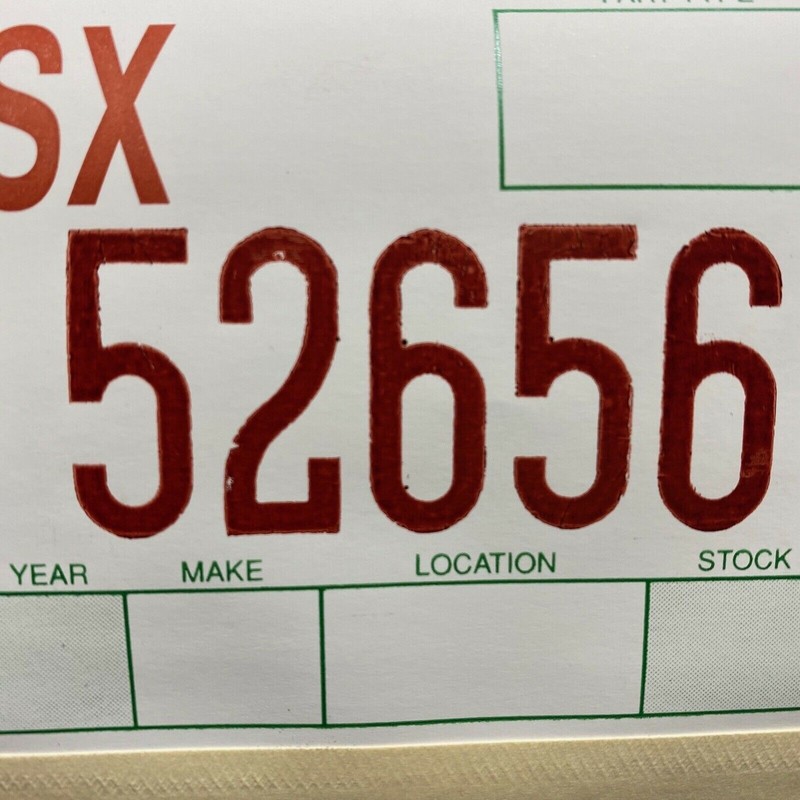 SX
52656
YEAR MAKE LOCATION STOCK